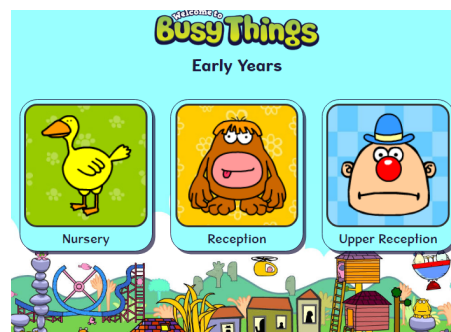 Welcome to
Busy Things
Early Years
Nursery
Reception
Upper Reception